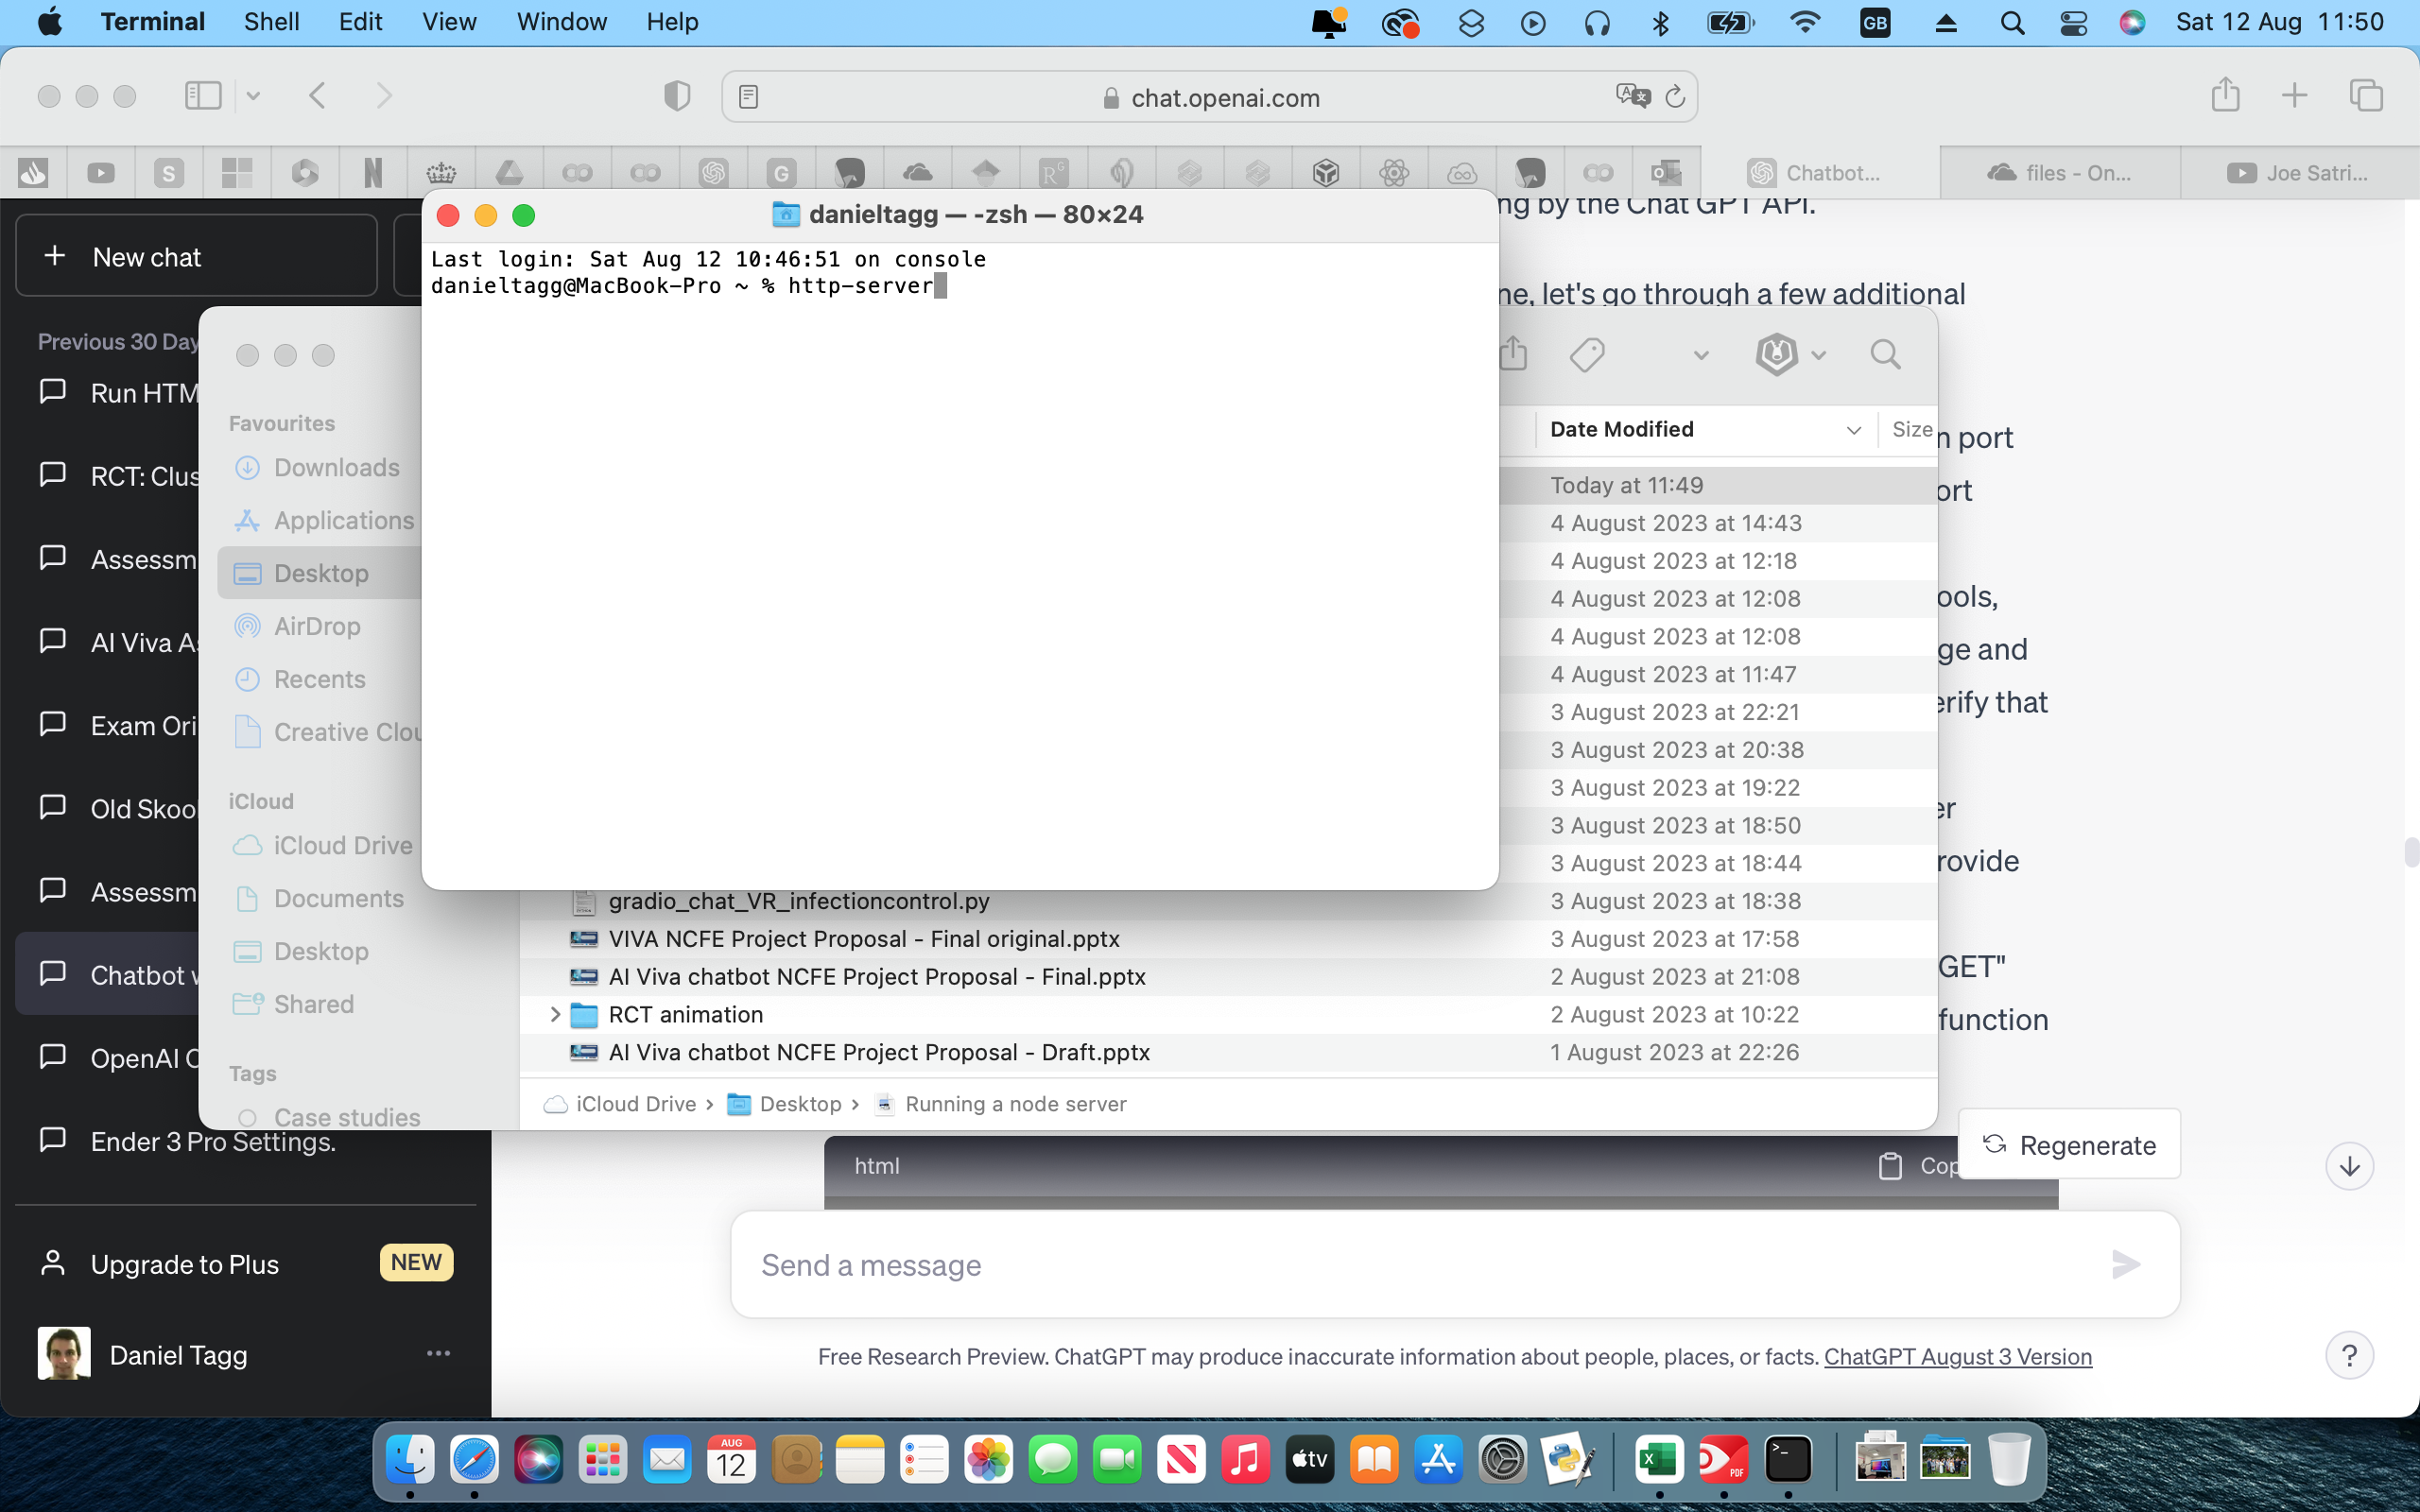 Terminal Shell Edit View Window Help GB Sat 12 Aug 11:50
chat.openai.com
Chatbot...
files - On...
Joe Satri...
danieltagg — -zsh — 80×24
Last login: Sat Aug 12 10:46:51 on console
danieltagg@MacBook-Pro ~ % http-server
New chat
Previous 30 Day
Run HTM
RCT: Clus
Assessm
AI Viva As
Exam Ori
Old Skool
Assessm
Chatbot w
OpenAI C
Ender 3 Pro Settings.
Upgrade to Plus NEW
Daniel Tagg
Favourites
Downloads
Applications
Desktop
AirDrop
Recents
Creative Clou
iCloud
iCloud Drive
Documents
Desktop
Shared
Tags
Case studies
Date Modified Size
Today at 11:49
4 August 2023 at 14:43
4 August 2023 at 12:18
4 August 2023 at 12:08
4 August 2023 at 12:08
4 August 2023 at 11:47
3 August 2023 at 22:21
3 August 2023 at 20:38
3 August 2023 at 19:22
3 August 2023 at 18:50
3 August 2023 at 18:44
gradio_chat_VR_infectioncontrol.py 3 August 2023 at 18:38
VIVA NCFE Project Proposal - Final original.pptx 3 August 2023 at 17:58
AI Viva chatbot NCFE Project Proposal - Final.pptx 2 August 2023 at 21:08
RCT animation 2 August 2023 at 10:22
AI Viva chatbot NCFE Project Proposal - Draft.pptx 1 August 2023 at 22:26
iCloud Drive › Desktop › Running a node server
ng by the Chat GPT API.
ne, let's go through a few additional
n port
ort
ools,
ge and
erify that
er
rovide
GET"
function
html Cop
Regenerate
Send a message
Free Research Preview. ChatGPT may produce inaccurate information about people, places, or facts. ChatGPT August 3 Version
?
AUG
12
tv
PDF